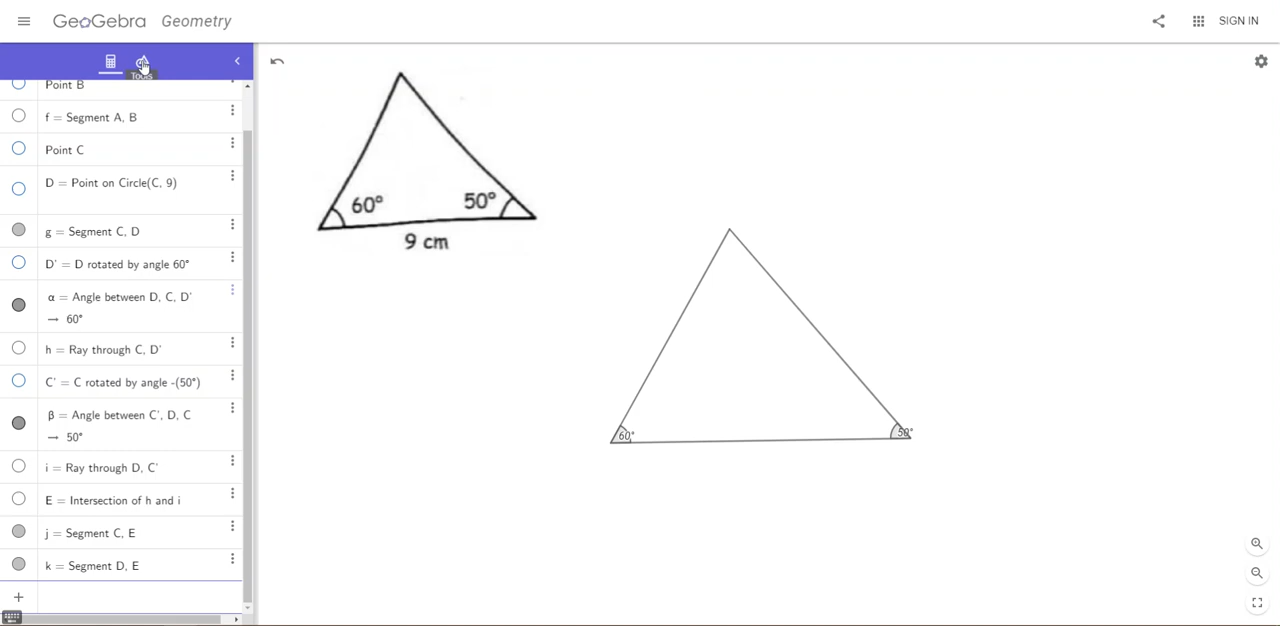 GeoGebra Geometry
SIGN IN
Tools
Point B
f = Segment A, B
Point C
D = Point on Circle(C, 9)
g = Segment C, D
D' = D rotated by angle 60°
α = Angle between D, C, D'
→ 60°
h = Ray through C, D'
C' = C rotated by angle -(50°)
β = Angle between C', D, C
→ 50°
i = Ray through D, C'
E = Intersection of h and i
j = Segment C, E
k = Segment D, E
60°
50°
9 cm
60°
50°